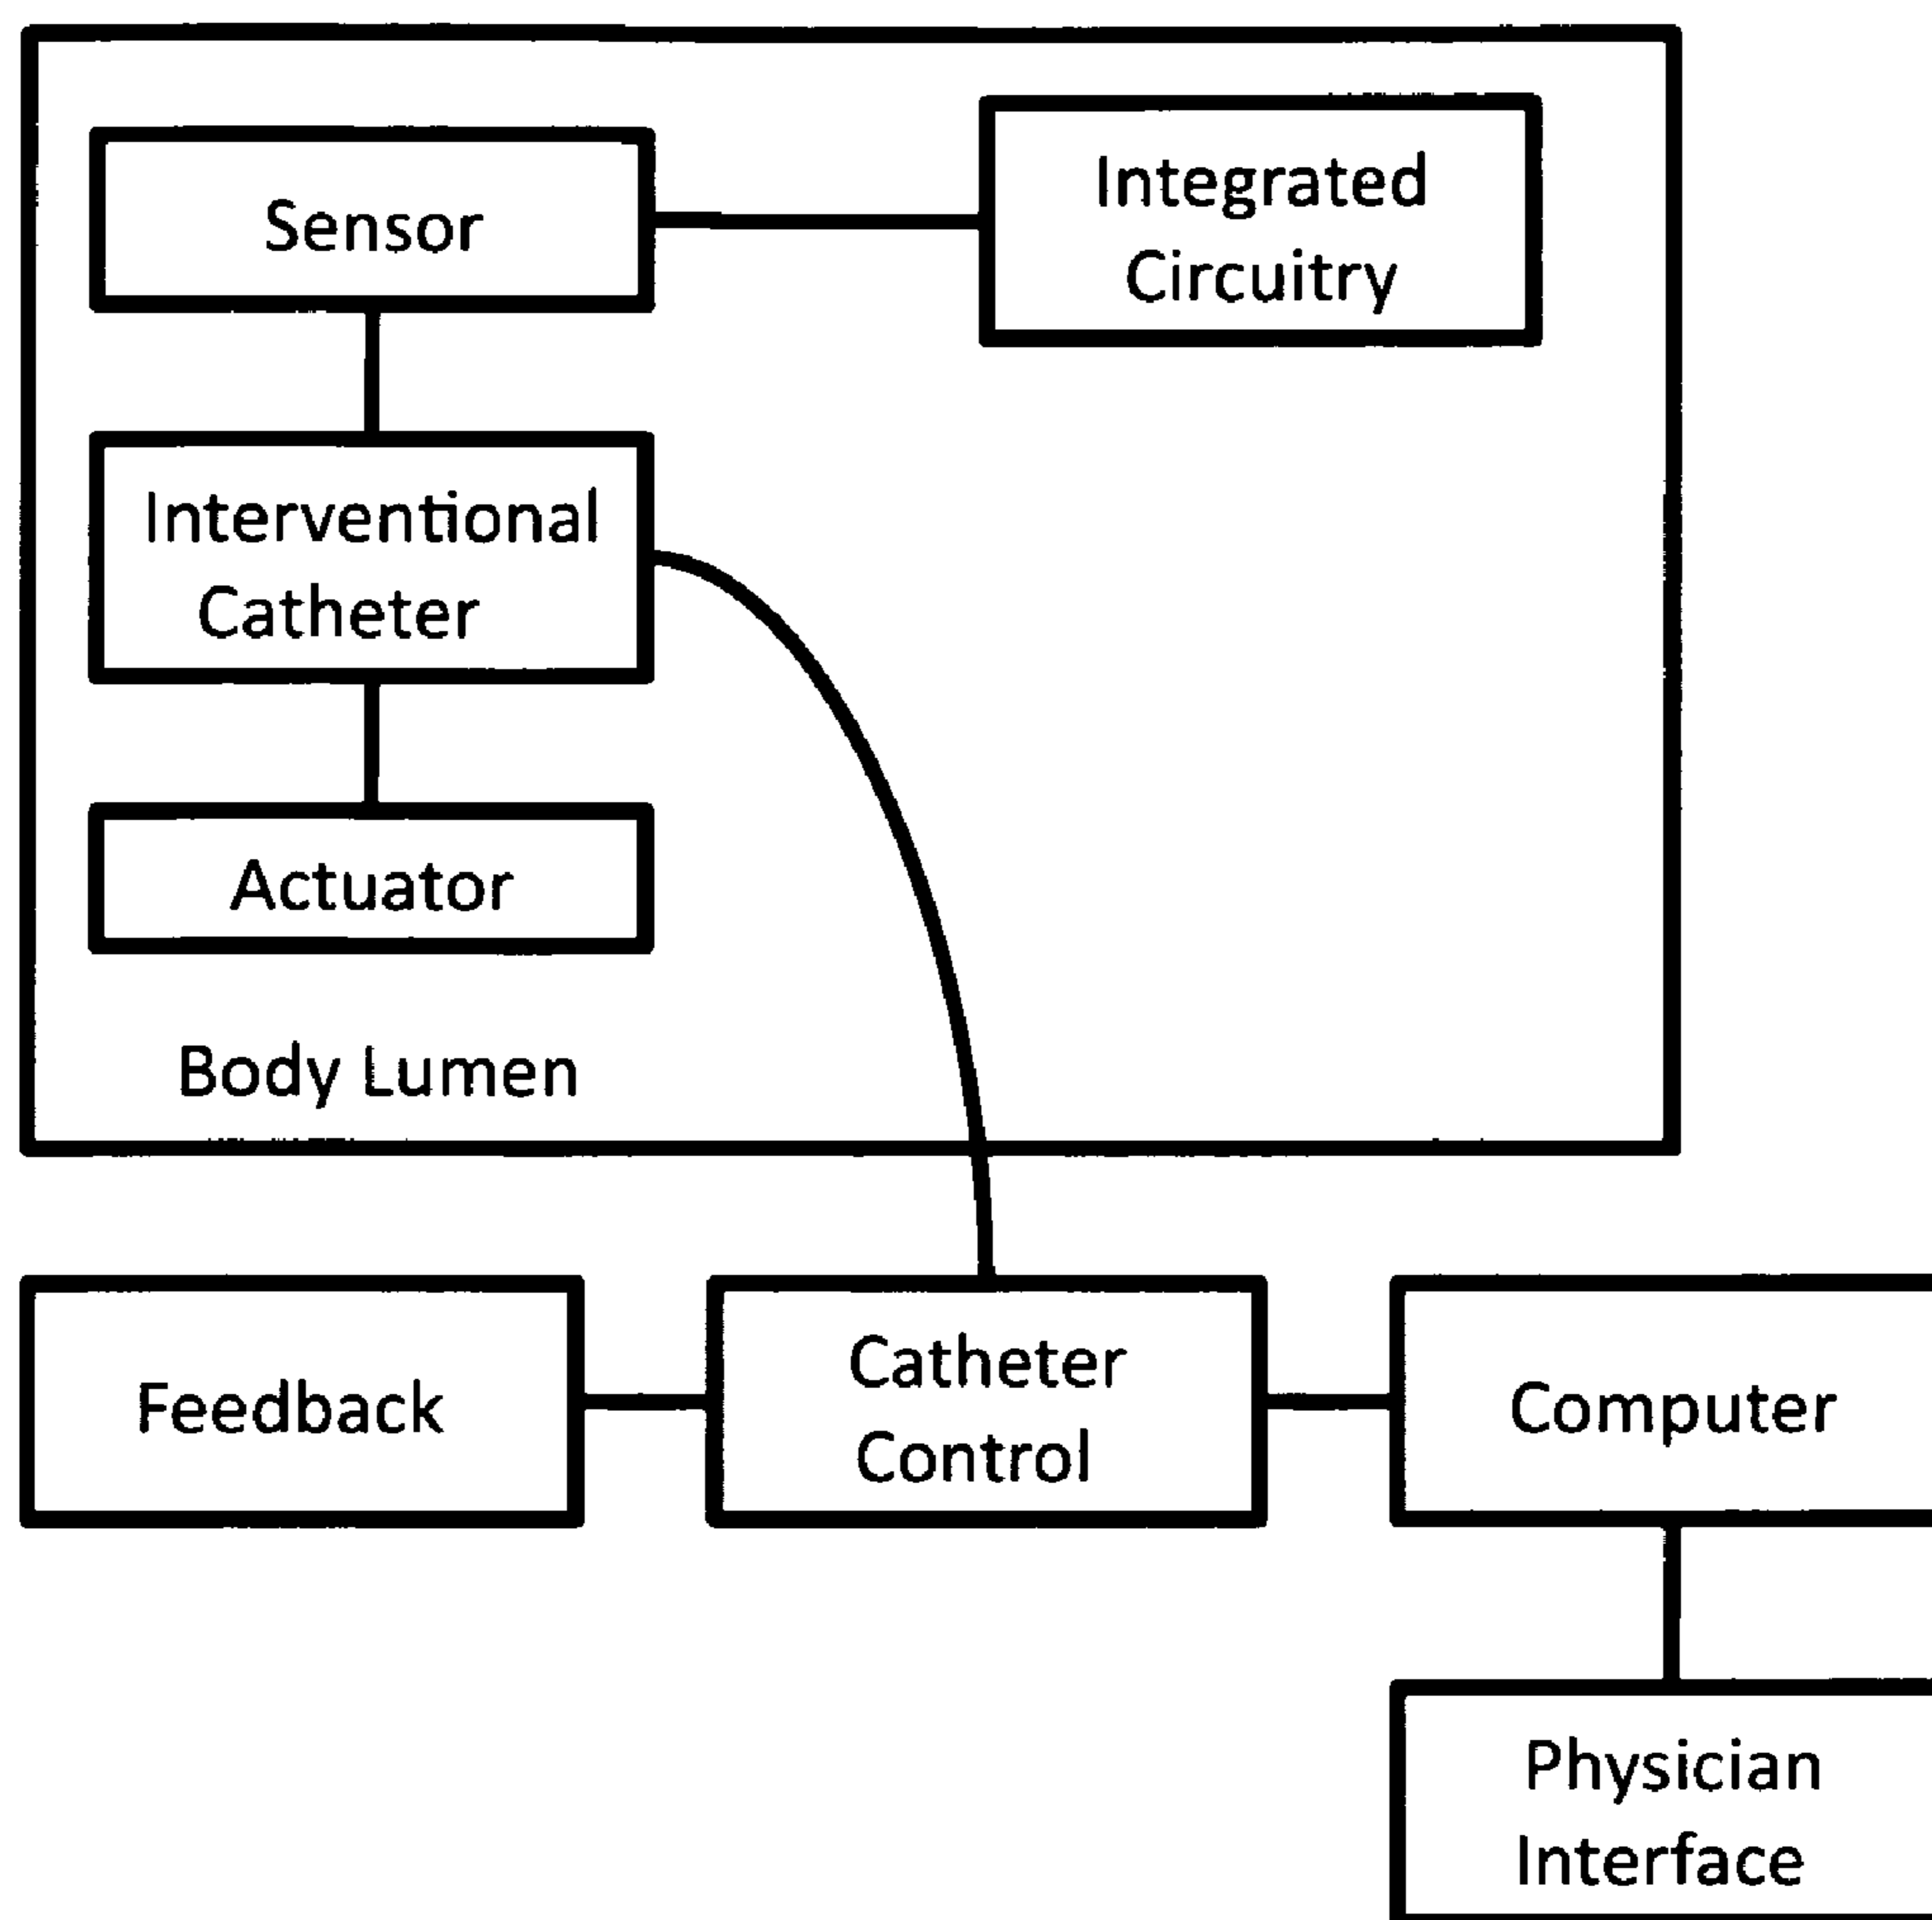 Sensor
Integrated
Circuitry
Interventional
Catheter
Actuator
Body Lumen
Feedback
Catheter
Control
Computer
Physician
Interface